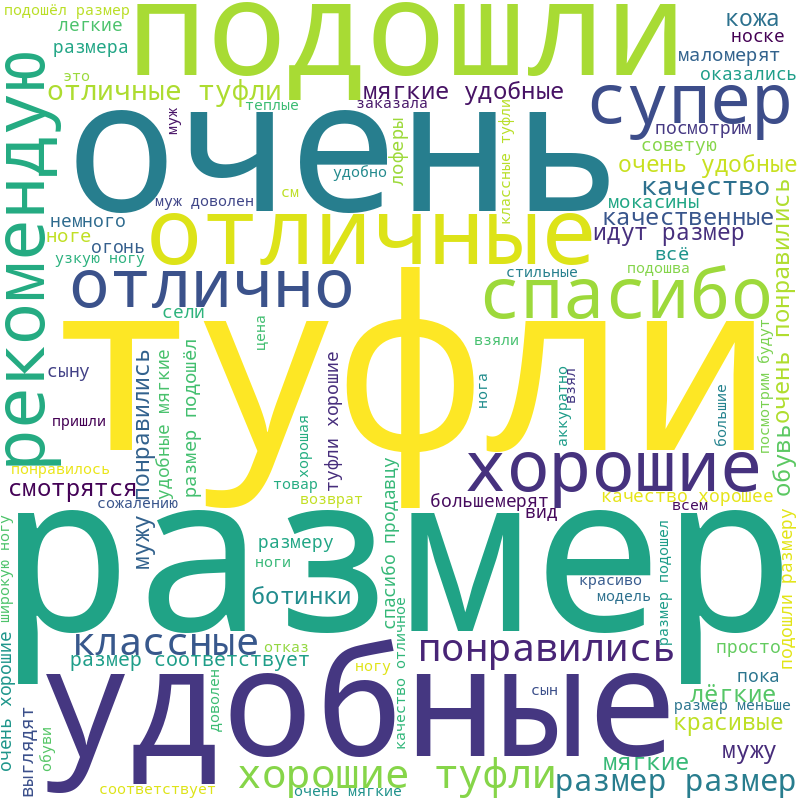 подошёл размер
подошли
кожа
лёгкие
носке
размера
маломерят
это
оказались
отличные туфли
мягкие удобные
супер
теплые
заказала
муж
очень
лоферы
классные туфли
посмотрим
советую
рекомендую
удобно
очень удобные
см
качество
муж доволен
мокасины
немного
отличные
качественные
ноге
идут размер
огонь
всё
узкую ногу
отлично
стильные
подошва
спасибо
очень понравились
сели
цена
туфли
взяли
посмотрим будут
сыну
понравились
удобные мягкие
размер подошёл
туфли хорошие
нога
аккуратно
взял
большие
пришли
хорошая
обувь
понравилось
хорошие
смотрятся
товар
возврат
спасибо продавцу
большемерят
качество хорошее
сожалению
вид
всем
размер
мужу
широкую ногу
размеру
размер подошел
подошли размеру
ноги
красиво
ботинки
модель
качество отличное
классные
отказ
понравились
просто
очень хорошие
размер соответствует
ногу
пока
удобные
сын
лёгкие
размер меньше
доволен
красивые
выглядят
обуви
мужу
хорошие туфли
мягкие
размер размер
соответствует
очень мягкие